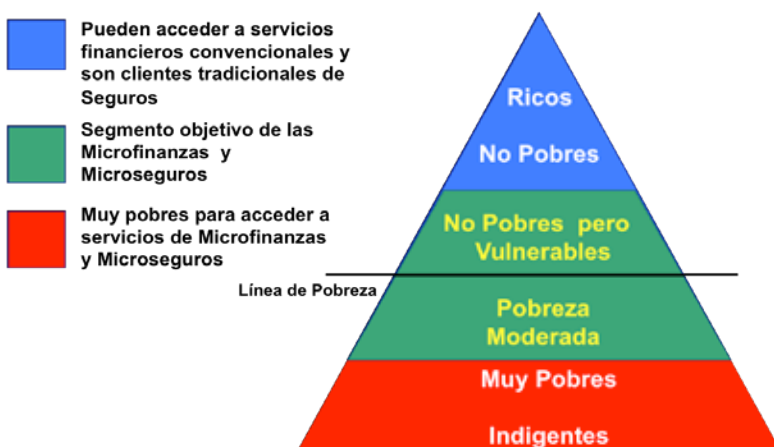 Pueden acceder a servicios
financieros convencionales y
son clientes tradicionales de
Seguros
Segmento objetivo de las
Microfinanzas y
Microseguros
Muy pobres para acceder a
servicios de Microfinanzas
y Microseguros
Ricos
No Pobres
No Pobres pero
Vulnerables
Línea de Pobreza
Pobreza
Moderada
Muy Pobres
Indigentes